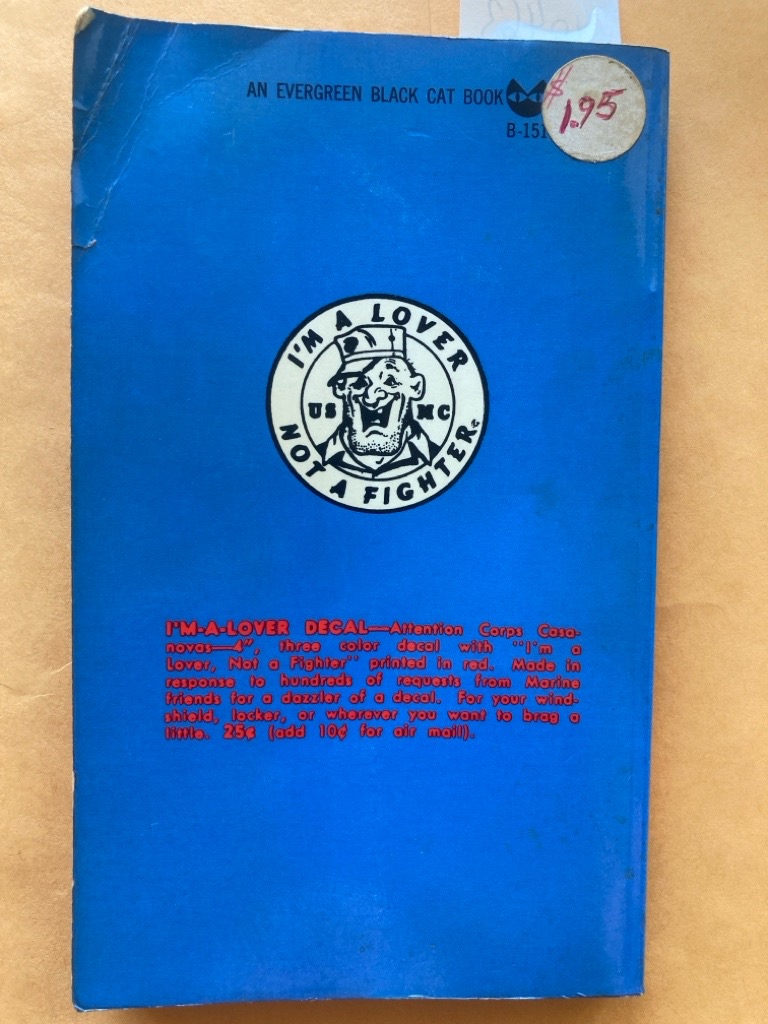 AN EVERGREEN BLACK CAT BOOK
$
1.95
B-151
I'M A LOVER
US MC
NOT A FIGHTER
I'M-A-LOVER DECAL—Attention Corps Casa-
novas—4", three color decal with "I'm a
Lover, Not a Fighter" printed in red. Made in
response to hundreds of requests from Marine
friends for a dazzler of a decal. For your wind-
shield, locker, or wherever you want to brag a
little. 25¢ (add 10¢ for air mail).